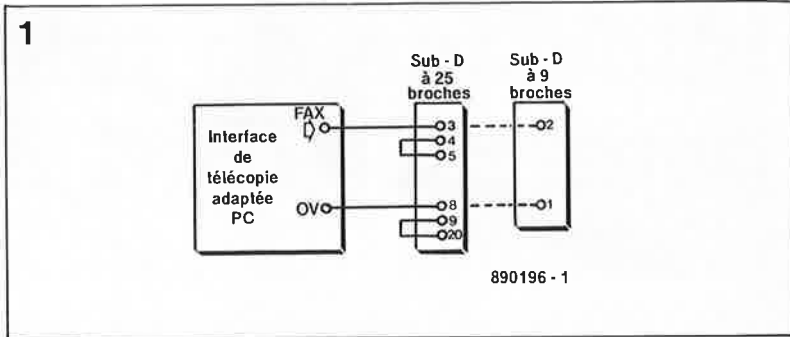 1
Sub - D
à 25
broches
Sub - D
à 9
broches
FAX
Interface
de
télécopie
adaptée
PC
OV
3
4
5
8
9
20
2
1
890196 - 1